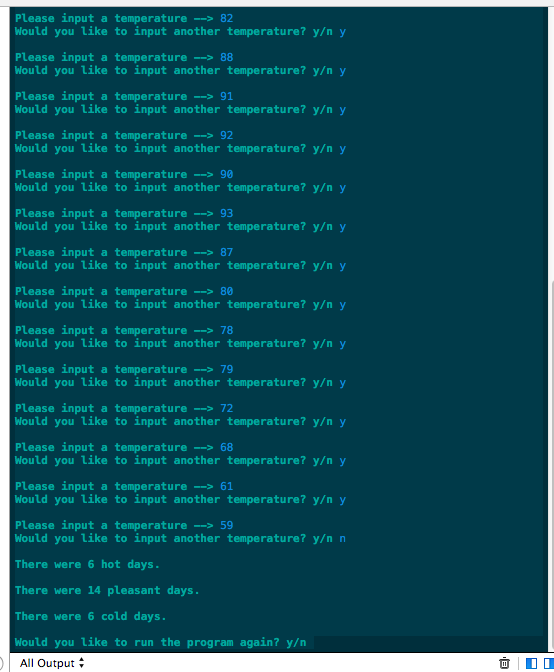 Please input a temperature --> 82
Would you like to input another temperature? y/n y
Please input a temperature --> 88
Would you like to input another temperature? y/n y
Please input a temperature --> 91
Would you like to input another temperature? y/n y
Please input a temperature --> 92
Would you like to input another temperature? y/n y
Please input a temperature --> 90
Would you like to input another temperature? y/n y
Please input a temperature --> 93
Would you like to input another temperature? y/n y
Please input a temperature --> 87
Would you like to input another temperature? y/n y
Please input a temperature --> 80
Would you like to input another temperature? y/n y
Please input a temperature --> 78
Would you like to input another temperature? y/n y
Please input a temperature --> 79
Would you like to input another temperature? y/n y
Please input a temperature --> 72
Would you like to input another temperature? y/n y
Please input a temperature --> 68
Would you like to input another temperature? y/n y
Please input a temperature --> 61
Would you like to input another temperature? y/n y
Please input a temperature --> 59
Would you like to input another temperature? y/n n
There were 6 hot days.
There were 14 pleasant days.
There were 6 cold days.
Would you like to run the program again? y/n
All Output